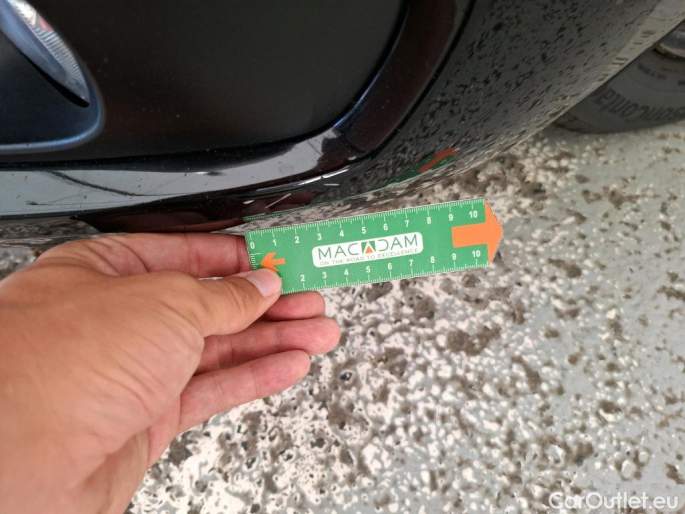 0 1 2 3 4 5 6 7 8 9 10
MACADAM
ON THE ROAD TO EXCELLENCE
2 3 4 5 6 7 8 9 10
CarOutlet.eu